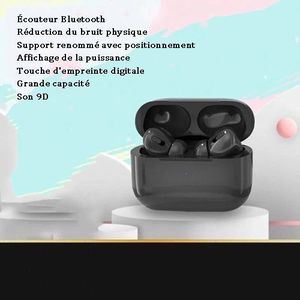 Écouteur Bluetooth
Réduction du bruit physique
Support renommé avec positionnement
Affichage de la puissance
Touche d'empreinte digitale
Grande capacité
Son 9D